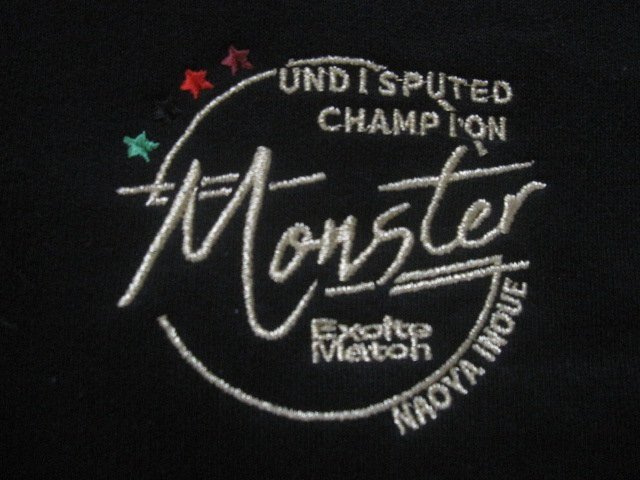 UNDISPUTED
CHAMPION
Monster
Excite
Match
NAOYA INOUE